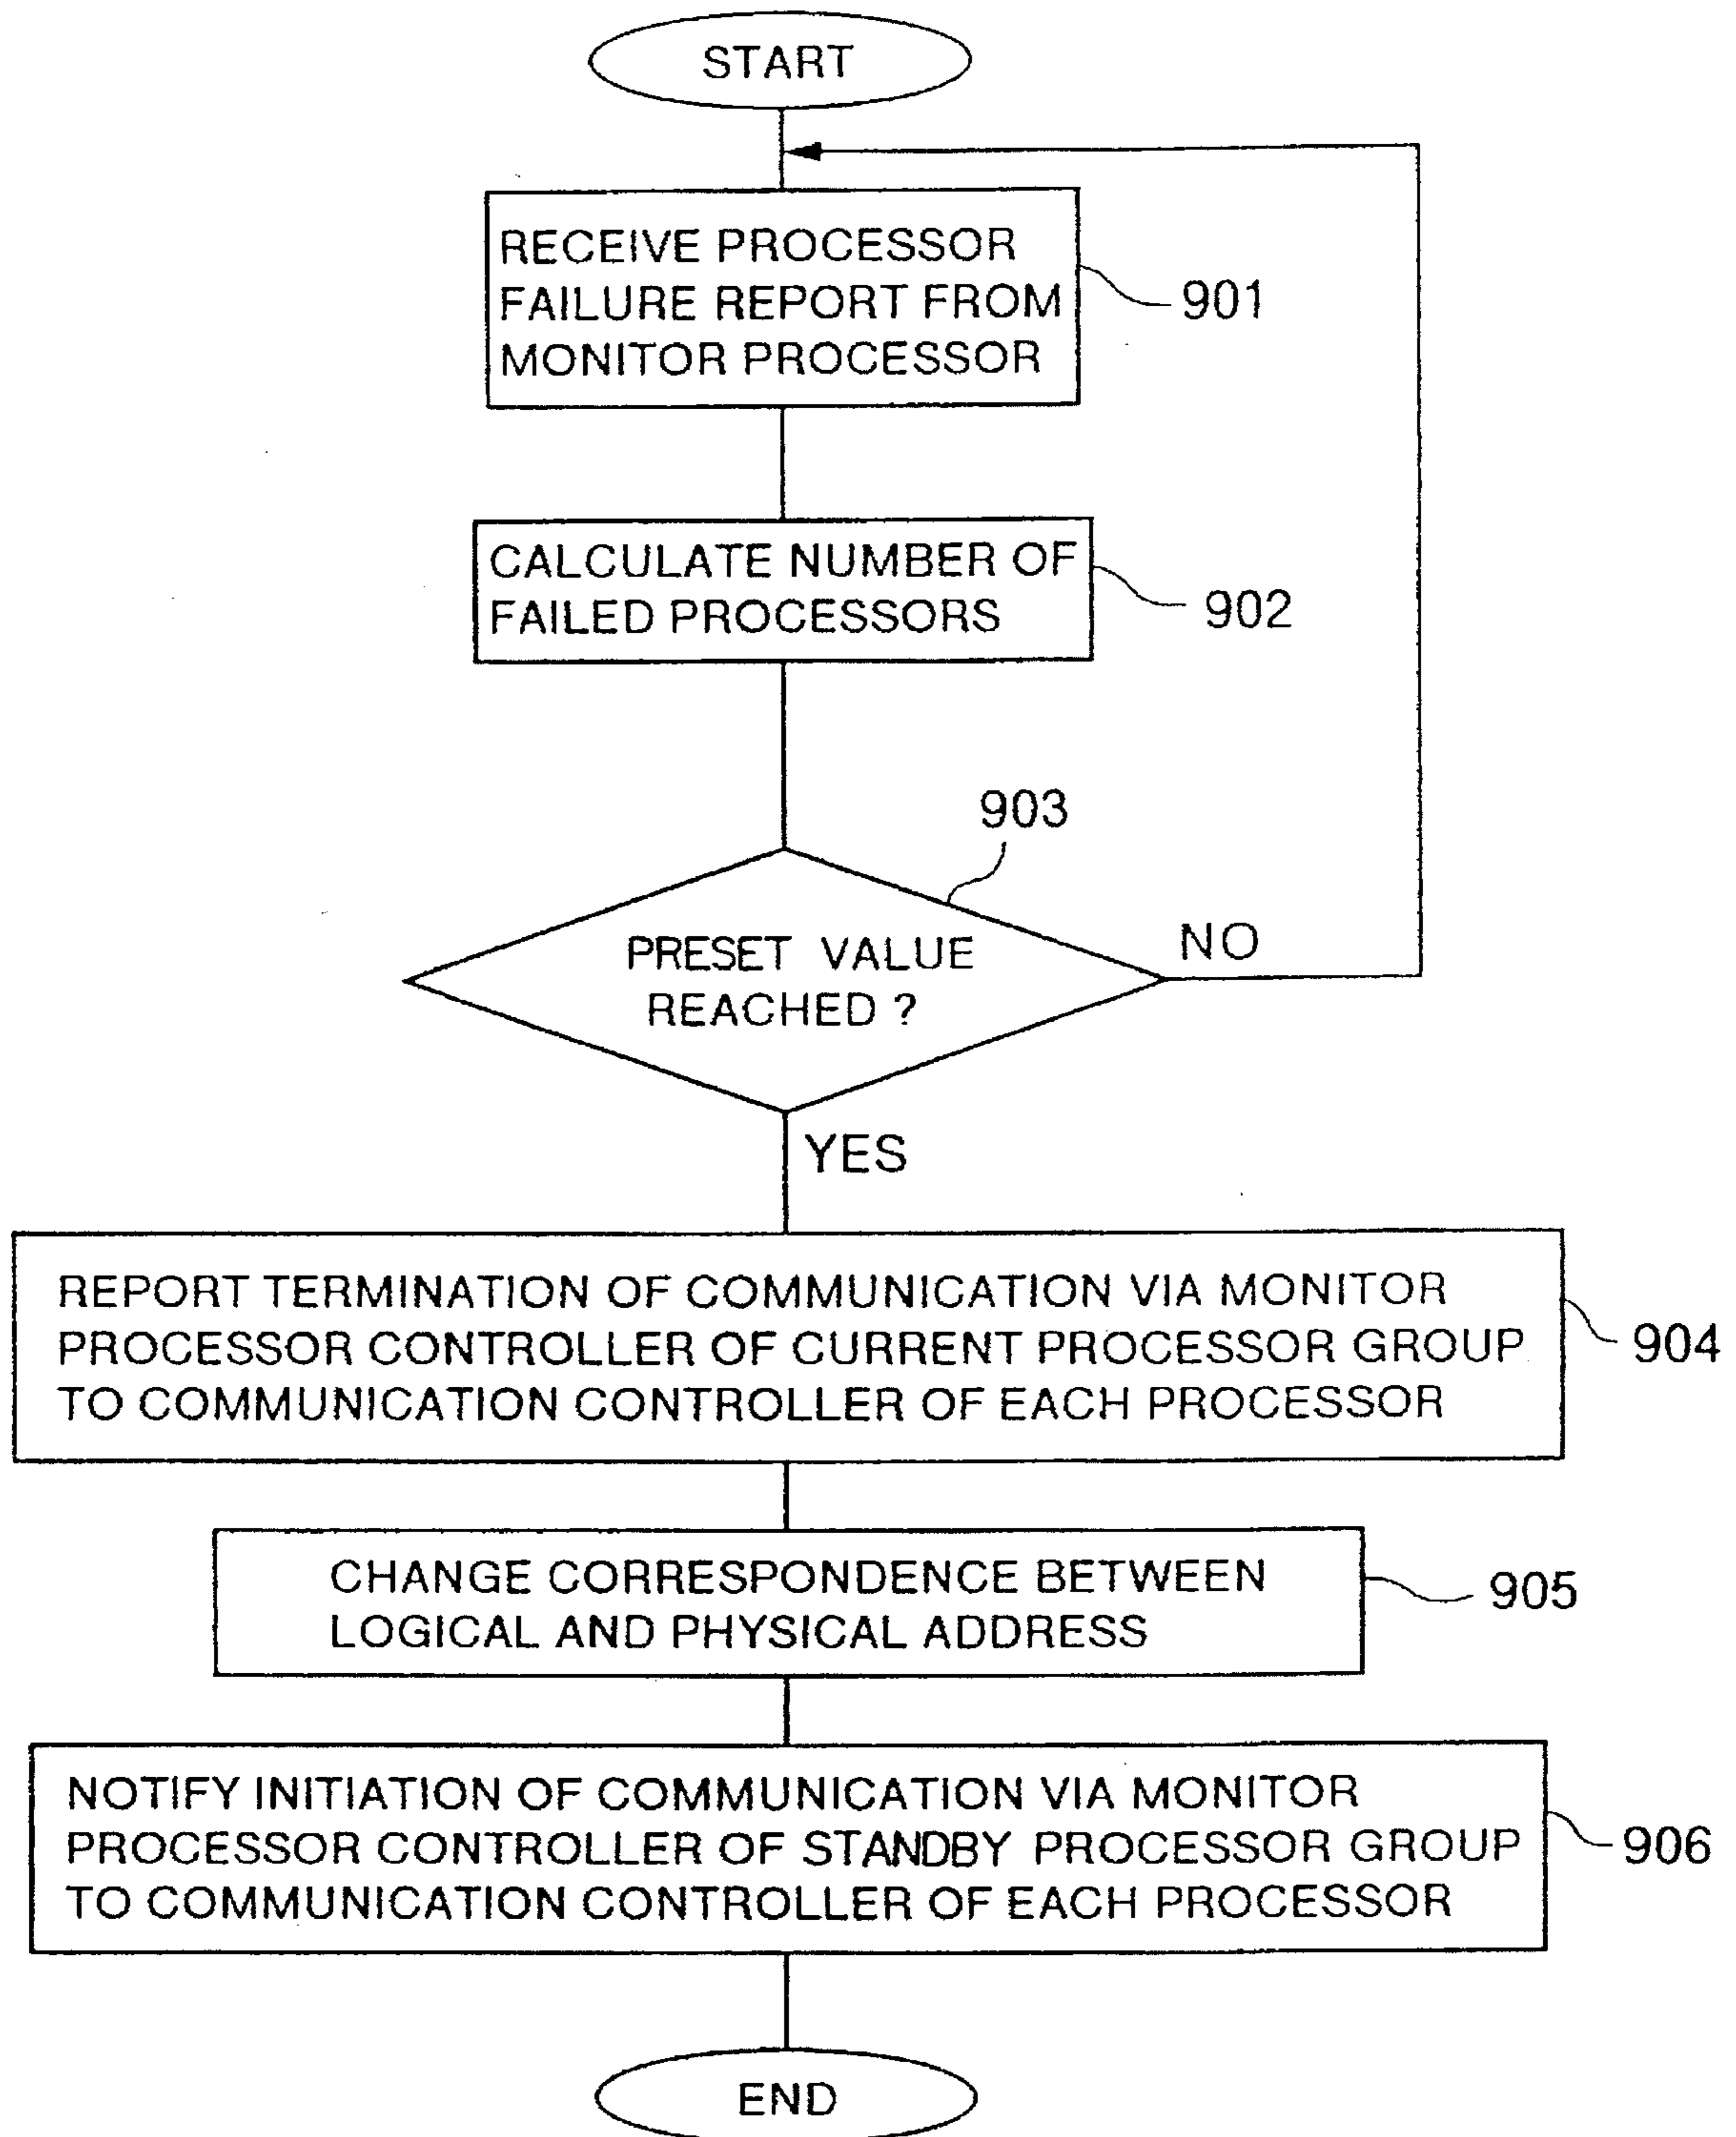 START
RECEIVE PROCESSOR
FAILURE REPORT FROM
MONITOR PROCESSOR
901
CALCULATE NUMBER OF
FAILED PROCESSORS
902
903
PRESET VALUE
REACHED ?
NO
YES
REPORT TERMINATION OF COMMUNICATION VIA MONITOR
PROCESSOR CONTROLLER OF CURRENT PROCESSOR GROUP
TO COMMUNICATION CONTROLLER OF EACH PROCESSOR
904
CHANGE CORRESPONDENCE BETWEEN
LOGICAL AND PHYSICAL ADDRESS
905
NOTIFY INITIATION OF COMMUNICATION VIA MONITOR
PROCESSOR CONTROLLER OF STANDBY PROCESSOR GROUP
TO COMMUNICATION CONTROLLER OF EACH PROCESSOR
906
END